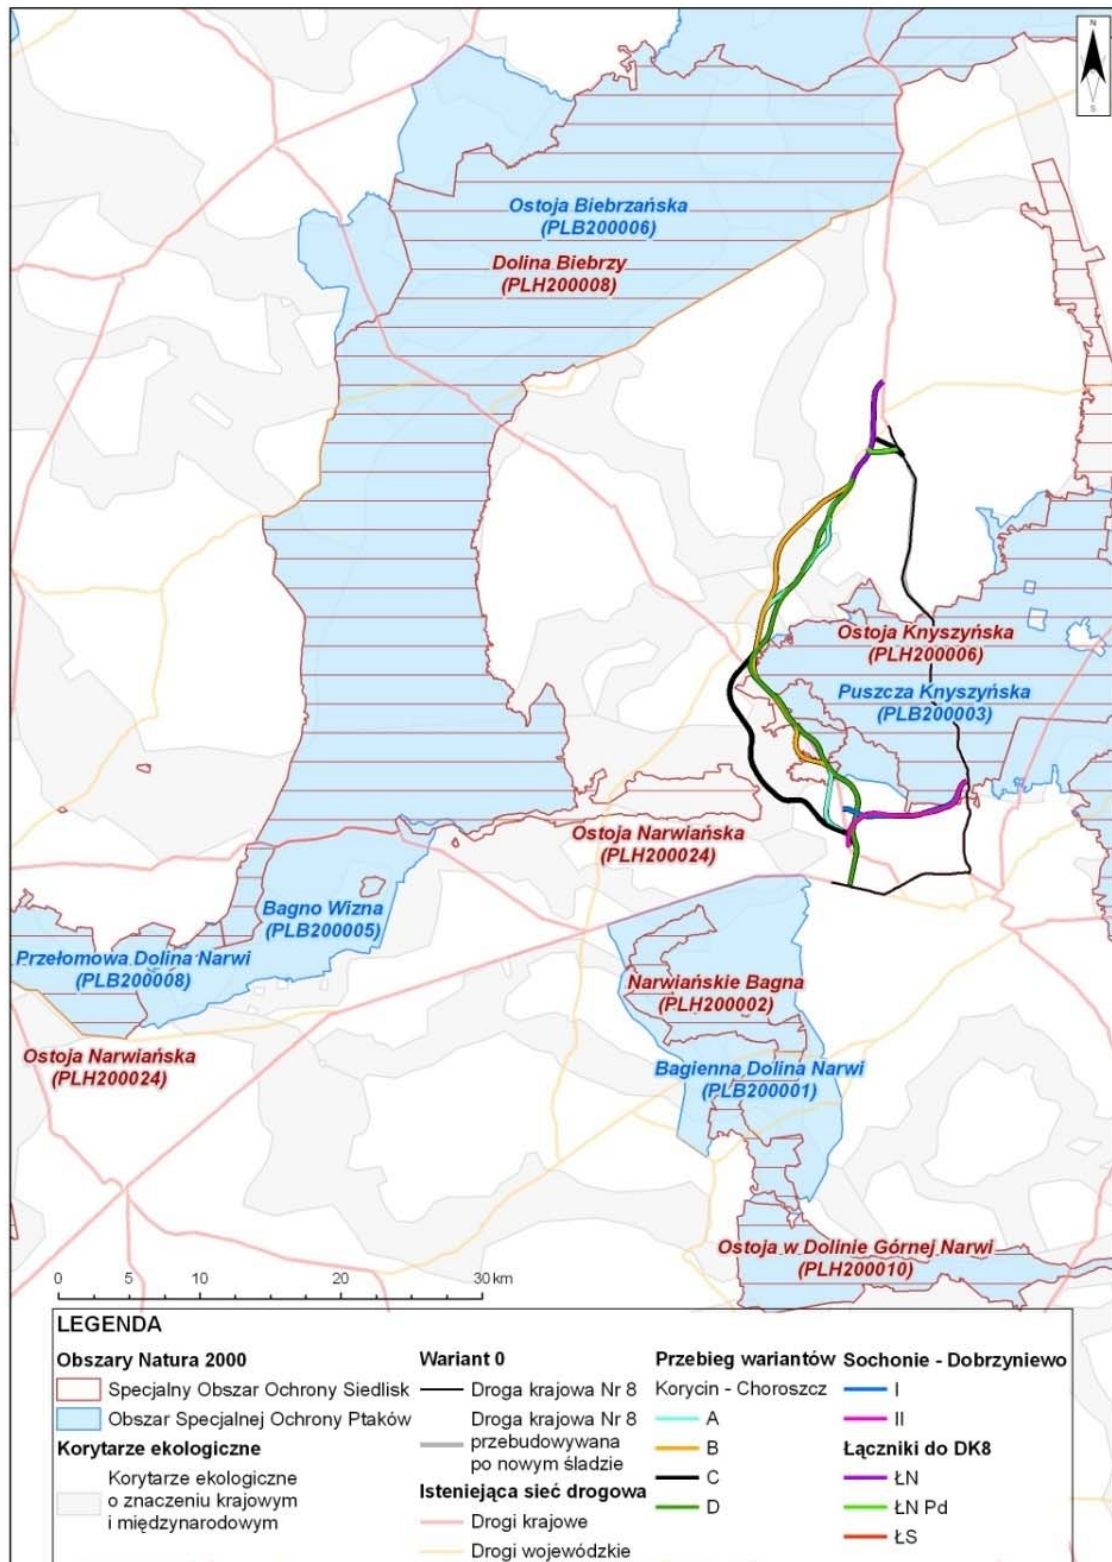 N
S
Ostoja Biebrzańska
(PLB200006)
Dolina Biebrzy
(PLH200008)
Ostoja Knyszyńska
(PLH200006)
Puszcza Knyszyńska
(PLB200003)
Ostoja Narwiańska
(PLH200024)
Bagno Wizna
(PLB200005)
Przełomowa Dolina Narwi
(PLB200008)
Narwiańskie Bagna
(PLH200002)
Ostoja Narwiańska
(PLH200024)
Bagienna Dolina Narwi
(PLB200001)
Ostoja w Dolinie Górnej Narwi
(PLH200010)
0 5 10 20 30 km
LEGENDA
Obszary Natura 2000
Specjalny Obszar Ochrony Siedlisk
Obszar Specjalnej Ochrony Ptaków
Korytarze ekologiczne
Korytarze ekologiczne
o znaczeniu krajowym
i międzynarodowym
Wariant 0
Droga krajowa Nr 8
Droga krajowa Nr 8
przebudowywana
po nowym śladzie
Isteniejąca sieć drogowa
Drogi krajowe
Drogi wojewódzkie
Przebieg wariantów
Korycin - Choroszcz
A
B
C
D
Sochonie - Dobrzyniewo
I
II
Łączniki do DK8
ŁN
ŁN Pd
ŁS